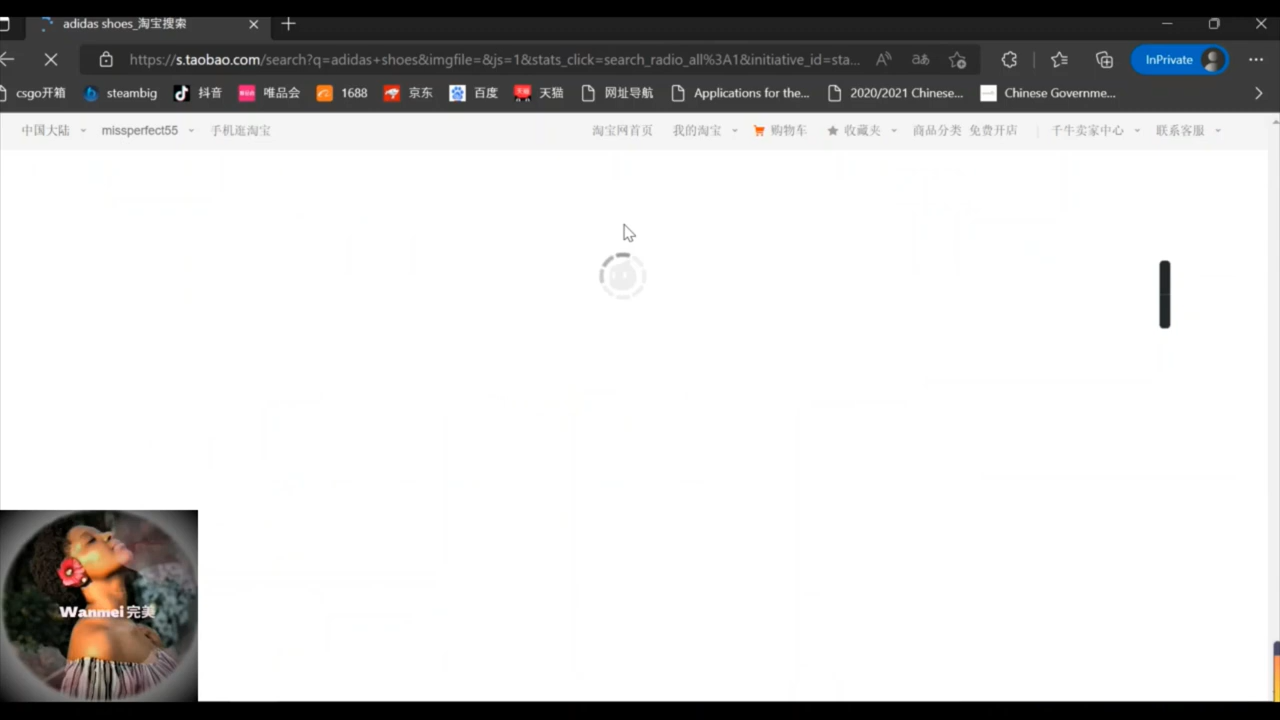 adidas shoes_淘宝搜索
https://s.taobao.com/search?q=adidas+shoes&imgfile=&js=1&stats_click=search_radio_all%3A1&initiative_id=sta...
InPrivate
csgo开箱 steambig 抖音 唯品会 1688 京东 百度 天猫 网址导航 Applications for the... 2020/2021 Chinese... Chinese Governme...
中国大陆 missperfect55 手机逛淘宝 淘宝网首页 我的淘宝 购物车 收藏夹 商品分类 免费开店 千牛卖家中心 联系客服
Wanmei 完美